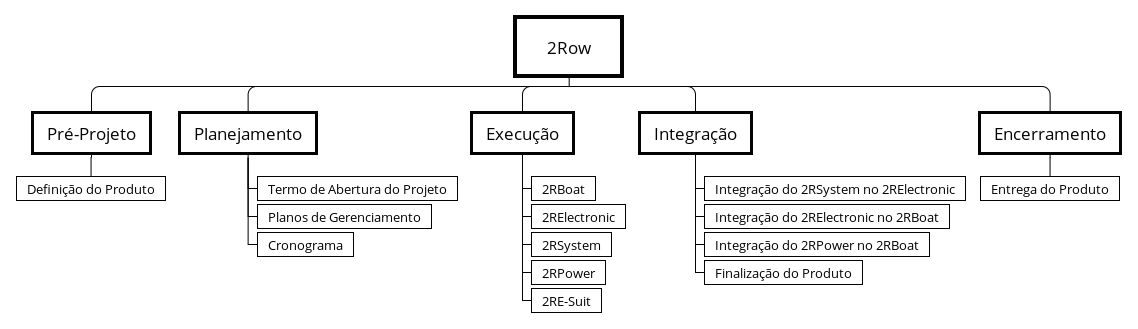 2Row
Pré-Projeto
Definição do Produto
Planejamento
Termo de Abertura do Projeto
Planos de Gerenciamento
Cronograma
Execução
2RBoat
2RElectronic
2RSystem
2RPower
2RE-Suit
Integração
Integração do 2RSystem no 2RElectronic
Integração do 2RElectronic no 2RBoat
Integração do 2RPower no 2RBoat
Finalização do Produto
Encerramento
Entrega do Produto